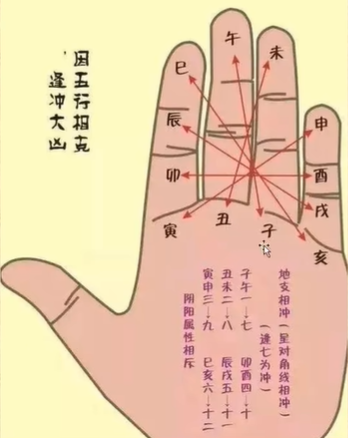 因五行相克，
逢冲大凶
巳
午
未
辰
申
卯
酉
寅
丑
子
戌
亥
地支相冲（呈对角线相冲）
（逢七为冲）
子午一→七 卯酉四→十
丑未二→八 辰戌五→十一
寅申三→九 巳亥六→十二
阴阳属性相斥